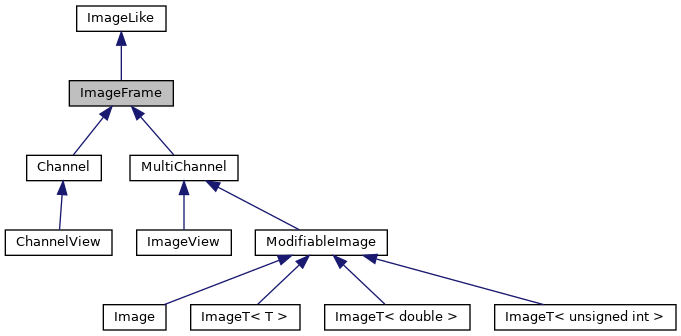 ImageLike
ImageFrame
Channel
MultiChannel
ChannelView
ImageView
ModifiableImage
Image
ImageT< T >
ImageT< double >
ImageT< unsigned int >